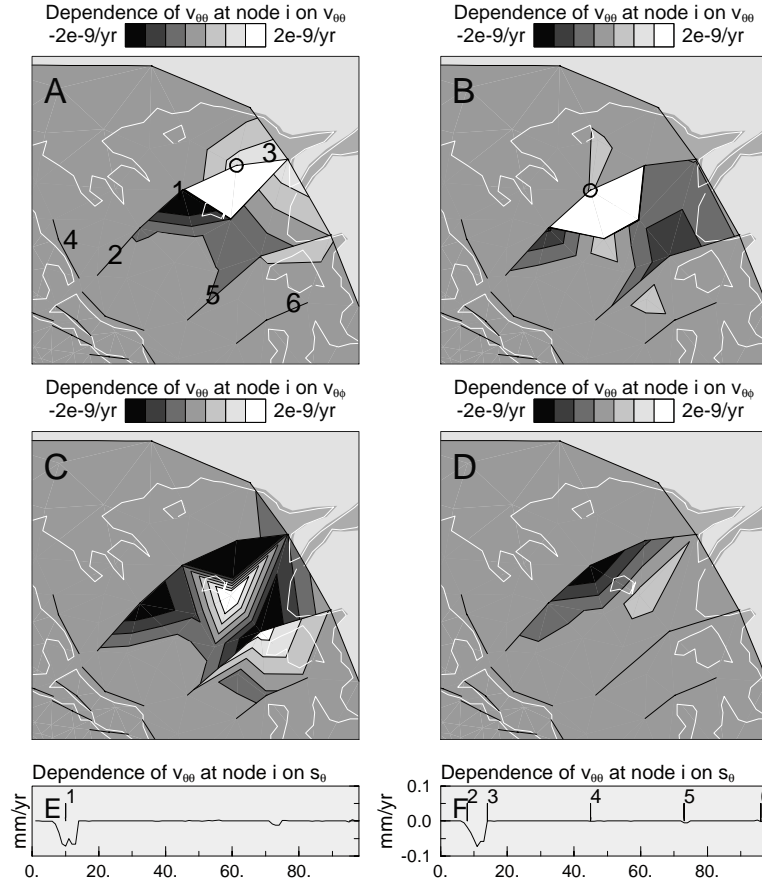 Dependence of vθθ at node i on vθθ
-2e-9/yr 2e-9/yr
Dependence of vθθ at node i on vθθ
-2e-9/yr 2e-9/yr
A
1
2
3
4
5
6
B
Dependence of vθθ at node i on vθϕ
-2e-9/yr 2e-9/yr
Dependence of vθθ at node i on vθϕ
-2e-9/yr 2e-9/yr
C
D
Dependence of vθθ at node i on sθ
mm/yr
E 1
0. 20. 40. 60. 80.
Dependence of vθθ at node i on sθ
0.1
0.0
-0.1
mm/yr
F 2 3 4 5
0. 20. 40. 60. 80.